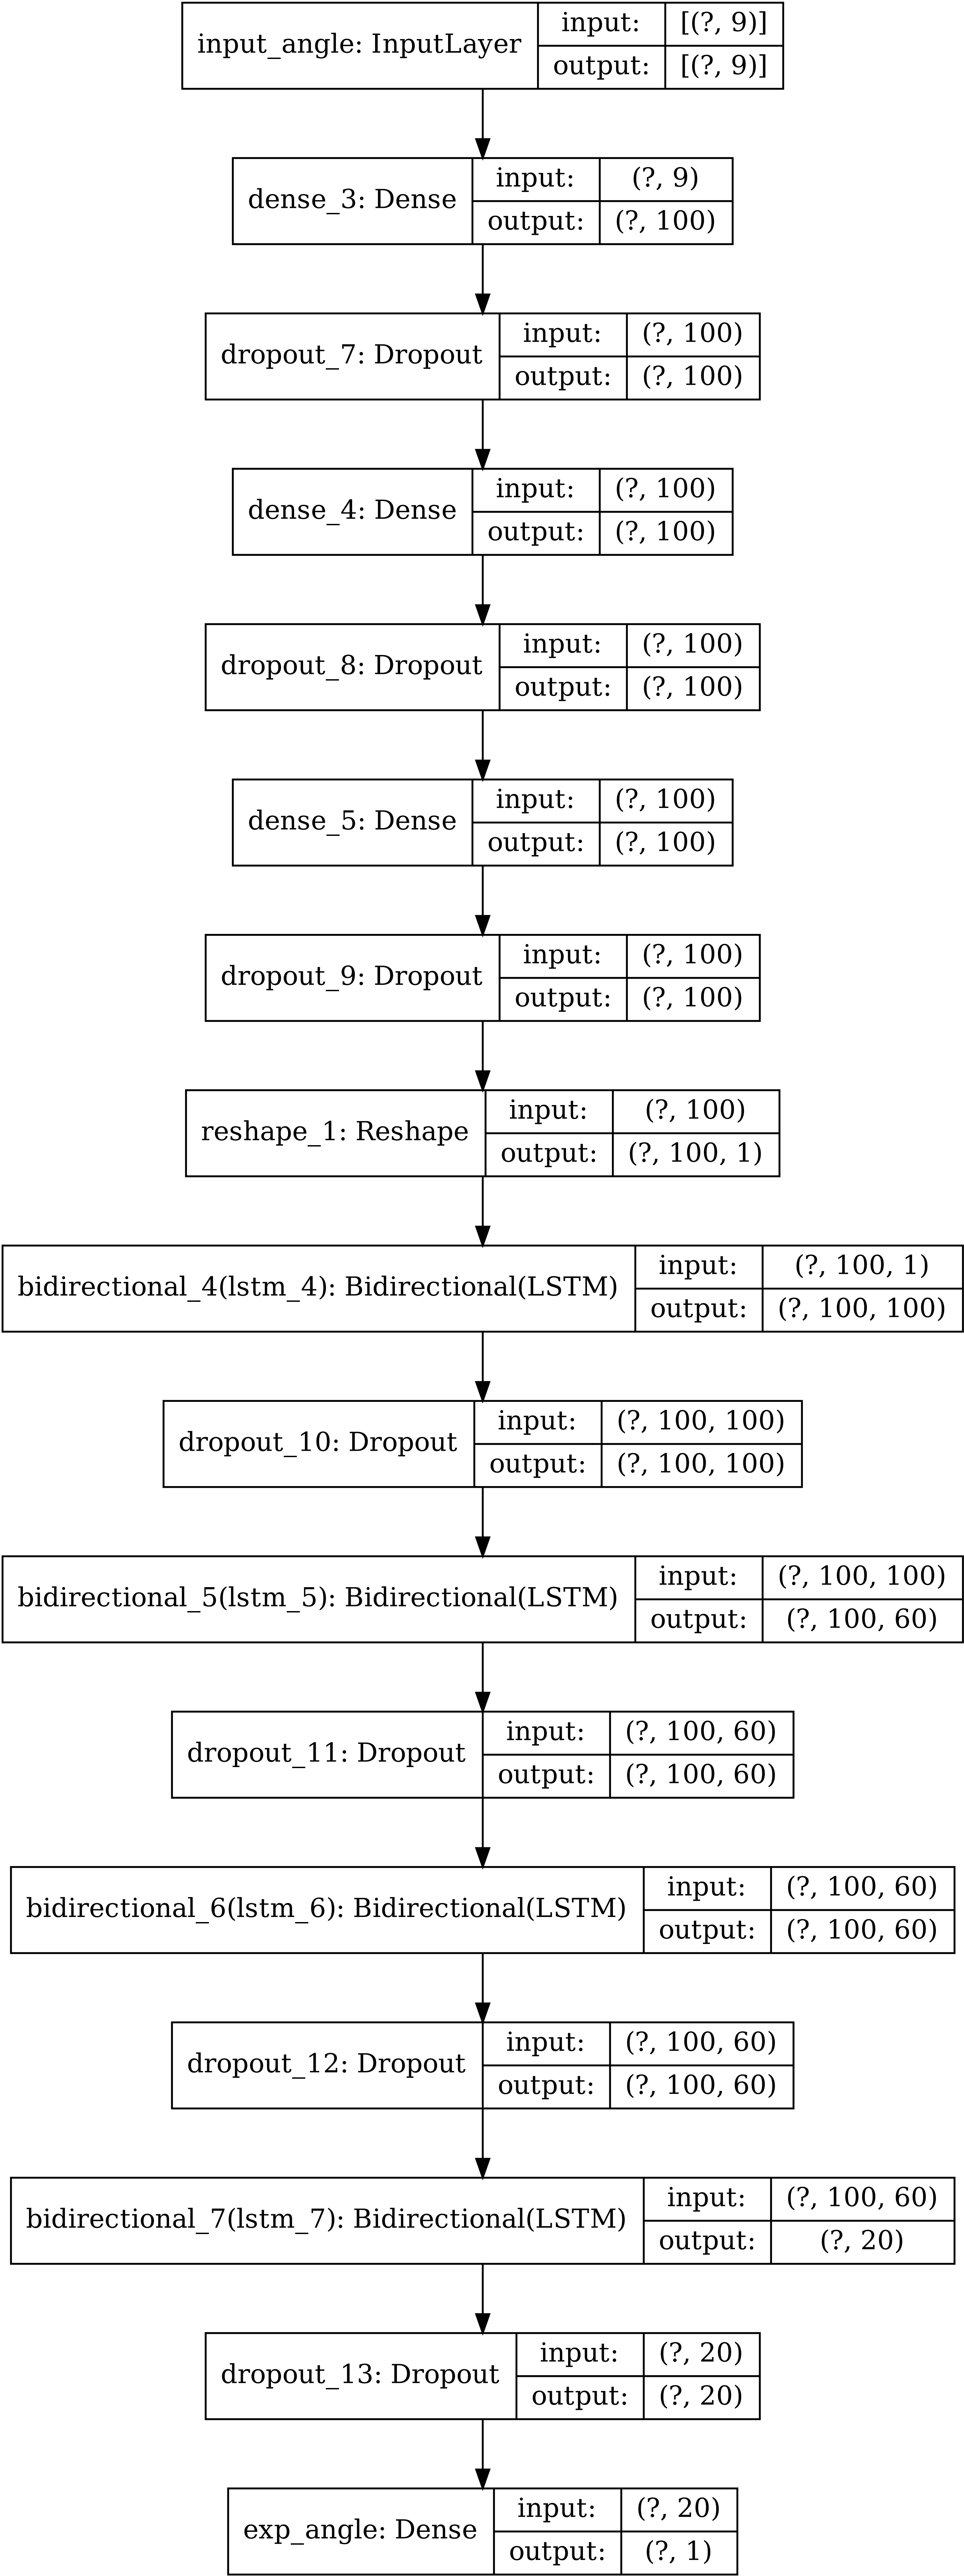 input_angle: InputLayer
input:
[(?, 9)]
output:
[(?, 9)]
dense_3: Dense
input:
(?, 9)
output:
(?, 100)
dropout_7: Dropout
input:
(?, 100)
output:
(?, 100)
dense_4: Dense
input:
(?, 100)
output:
(?, 100)
dropout_8: Dropout
input:
(?, 100)
output:
(?, 100)
dense_5: Dense
input:
(?, 100)
output:
(?, 100)
dropout_9: Dropout
input:
(?, 100)
output:
(?, 100)
reshape_1: Reshape
input:
(?, 100)
output:
(?, 100, 1)
bidirectional_4(lstm_4): Bidirectional(LSTM)
input:
(?, 100, 1)
output:
(?, 100, 100)
dropout_10: Dropout
input:
(?, 100, 100)
output:
(?, 100, 100)
bidirectional_5(lstm_5): Bidirectional(LSTM)
input:
(?, 100, 100)
output:
(?, 100, 60)
dropout_11: Dropout
input:
(?, 100, 60)
output:
(?, 100, 60)
bidirectional_6(lstm_6): Bidirectional(LSTM)
input:
(?, 100, 60)
output:
(?, 100, 60)
dropout_12: Dropout
input:
(?, 100, 60)
output:
(?, 100, 60)
bidirectional_7(lstm_7): Bidirectional(LSTM)
input:
(?, 100, 60)
output:
(?, 20)
dropout_13: Dropout
input:
(?, 20)
output:
(?, 20)
exp_angle: Dense
input:
(?, 20)
output:
(?, 1)